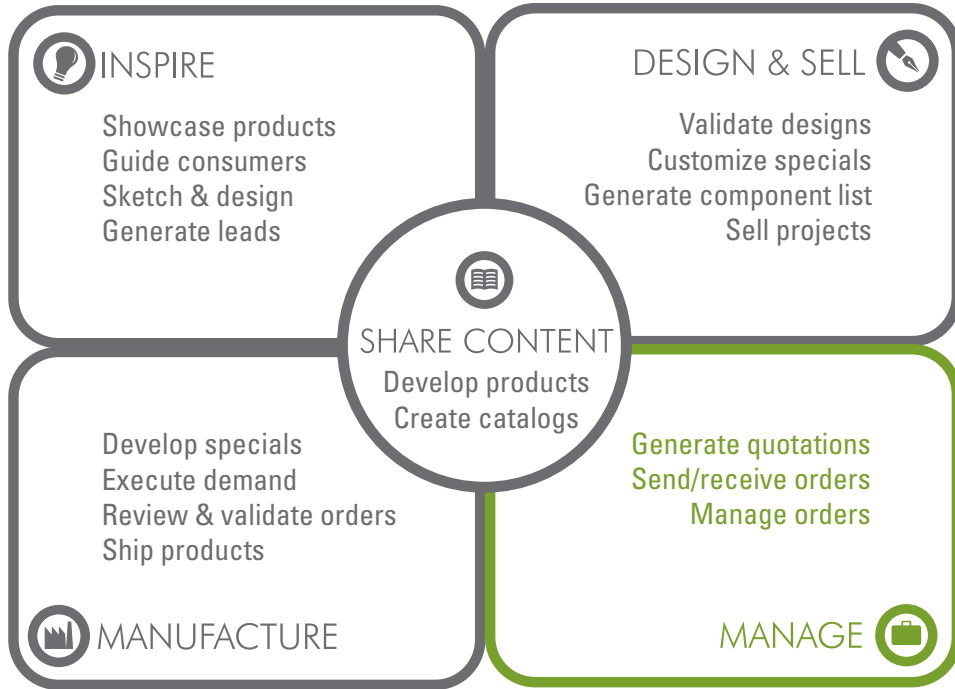 INSPIRE
Showcase products
Guide consumers
Sketch & design
Generate leads
DESIGN & SELL
Validate designs
Customize specials
Generate component list
Sell projects
SHARE CONTENT
Develop products
Create catalogs
Develop specials
Execute demand
Review & validate orders
Ship products
MANUFACTURE
Generate quotations
Send/receive orders
Manage orders
MANAGE